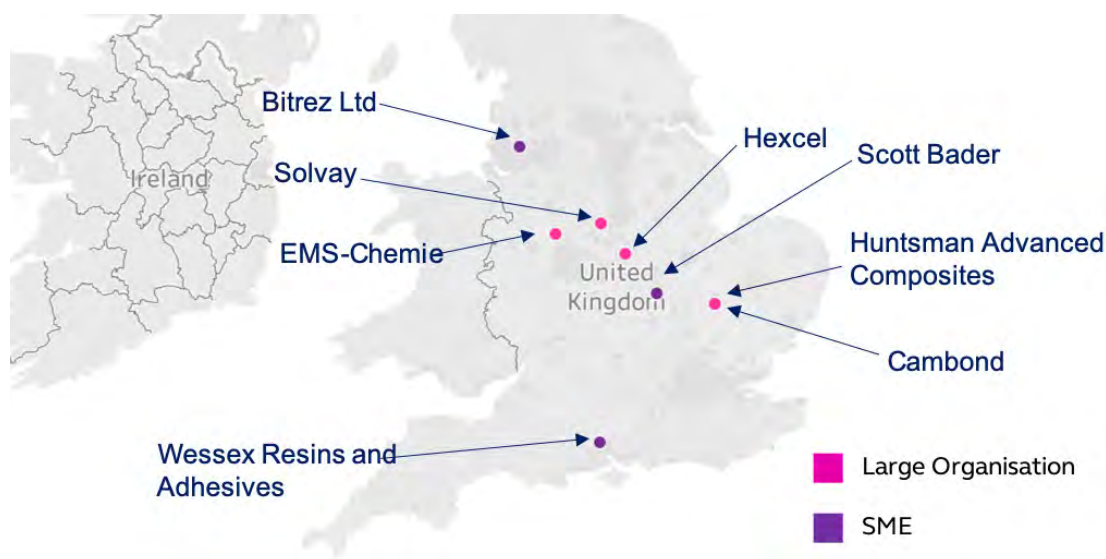 Bitrez Ltd
Hexcel
Scott Bader
Ireland
Solvay
EMS-Chemie
Huntsman Advanced
Composites
United
Kingdom
Cambond
Wessex Resins and
Adhesives
Large Organisation
SME